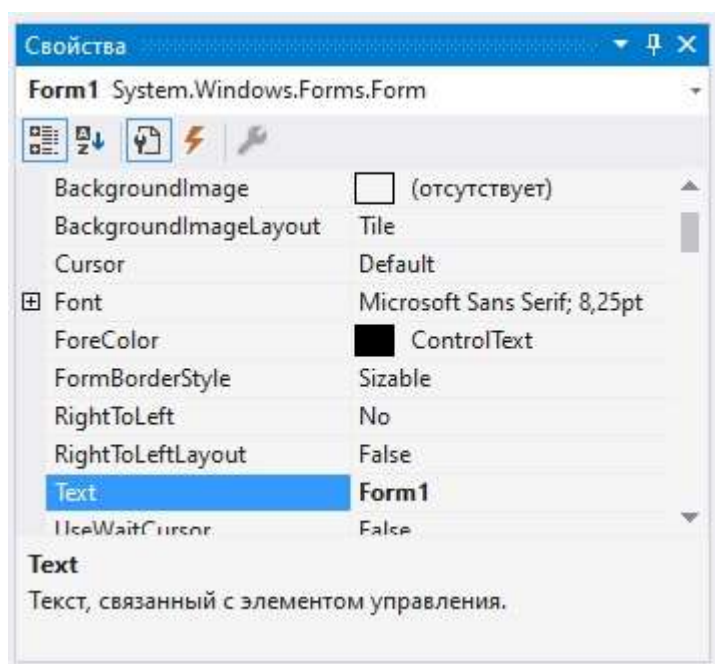 Свойства
Form1 System.Windows.Forms.Form
BackgroundImage (отсутствует)
BackgroundImageLayout Tile
Cursor Default
Font Microsoft Sans Serif; 8,25pt
ForeColor ControlText
FormBorderStyle Sizable
RightToLeft No
RightToLeftLayout False
Text Form1
UseWaitCursor False
Text
Текст, связанный с элементом управления.